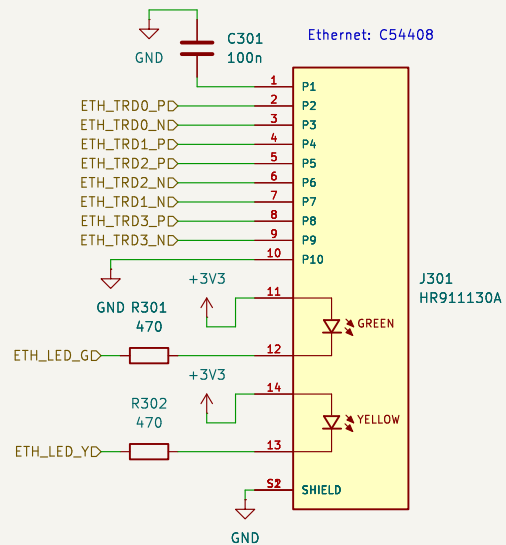 Ethernet: C54408
C301
100n
GND
1 P1
ETH_TRD0_P 2 P2
ETH_TRD0_N 3 P3
ETH_TRD1_P 4 P4
ETH_TRD2_P 5 P5
ETH_TRD2_N 6 P6
ETH_TRD1_N 7 P7
ETH_TRD3_P 8 P8
ETH_TRD3_N 9 P9
10 P10
J301
HR911130A
+3V3
11
GND R301
470
GREEN
ETH_LED_G 12
+3V3
14
R302
470
YELLOW
ETH_LED_Y 13
SHIELD
GND